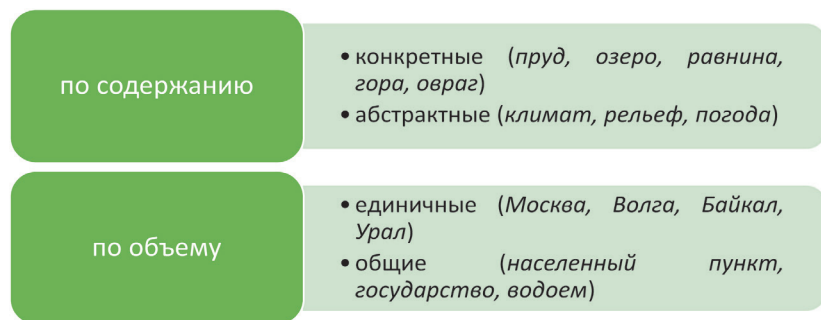 по содержанию
• конкретные (пруд, озеро, равнина,
гора, овраг)
• абстрактные (климат, рельеф, погода)
по объему
• единичные (Москва, Волга, Байкал,
Урал)
• общие (населенный пункт,
государство, водоем)